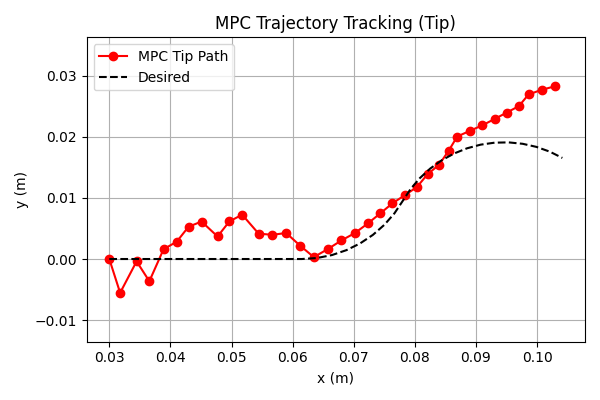 MPC Trajectory Tracking (Tip)
MPC Tip Path
Desired
y (m)
0.03
0.02
0.01
0.00
−0.01
0.03 0.04 0.05 0.06 0.07 0.08 0.09 0.10
x (m)